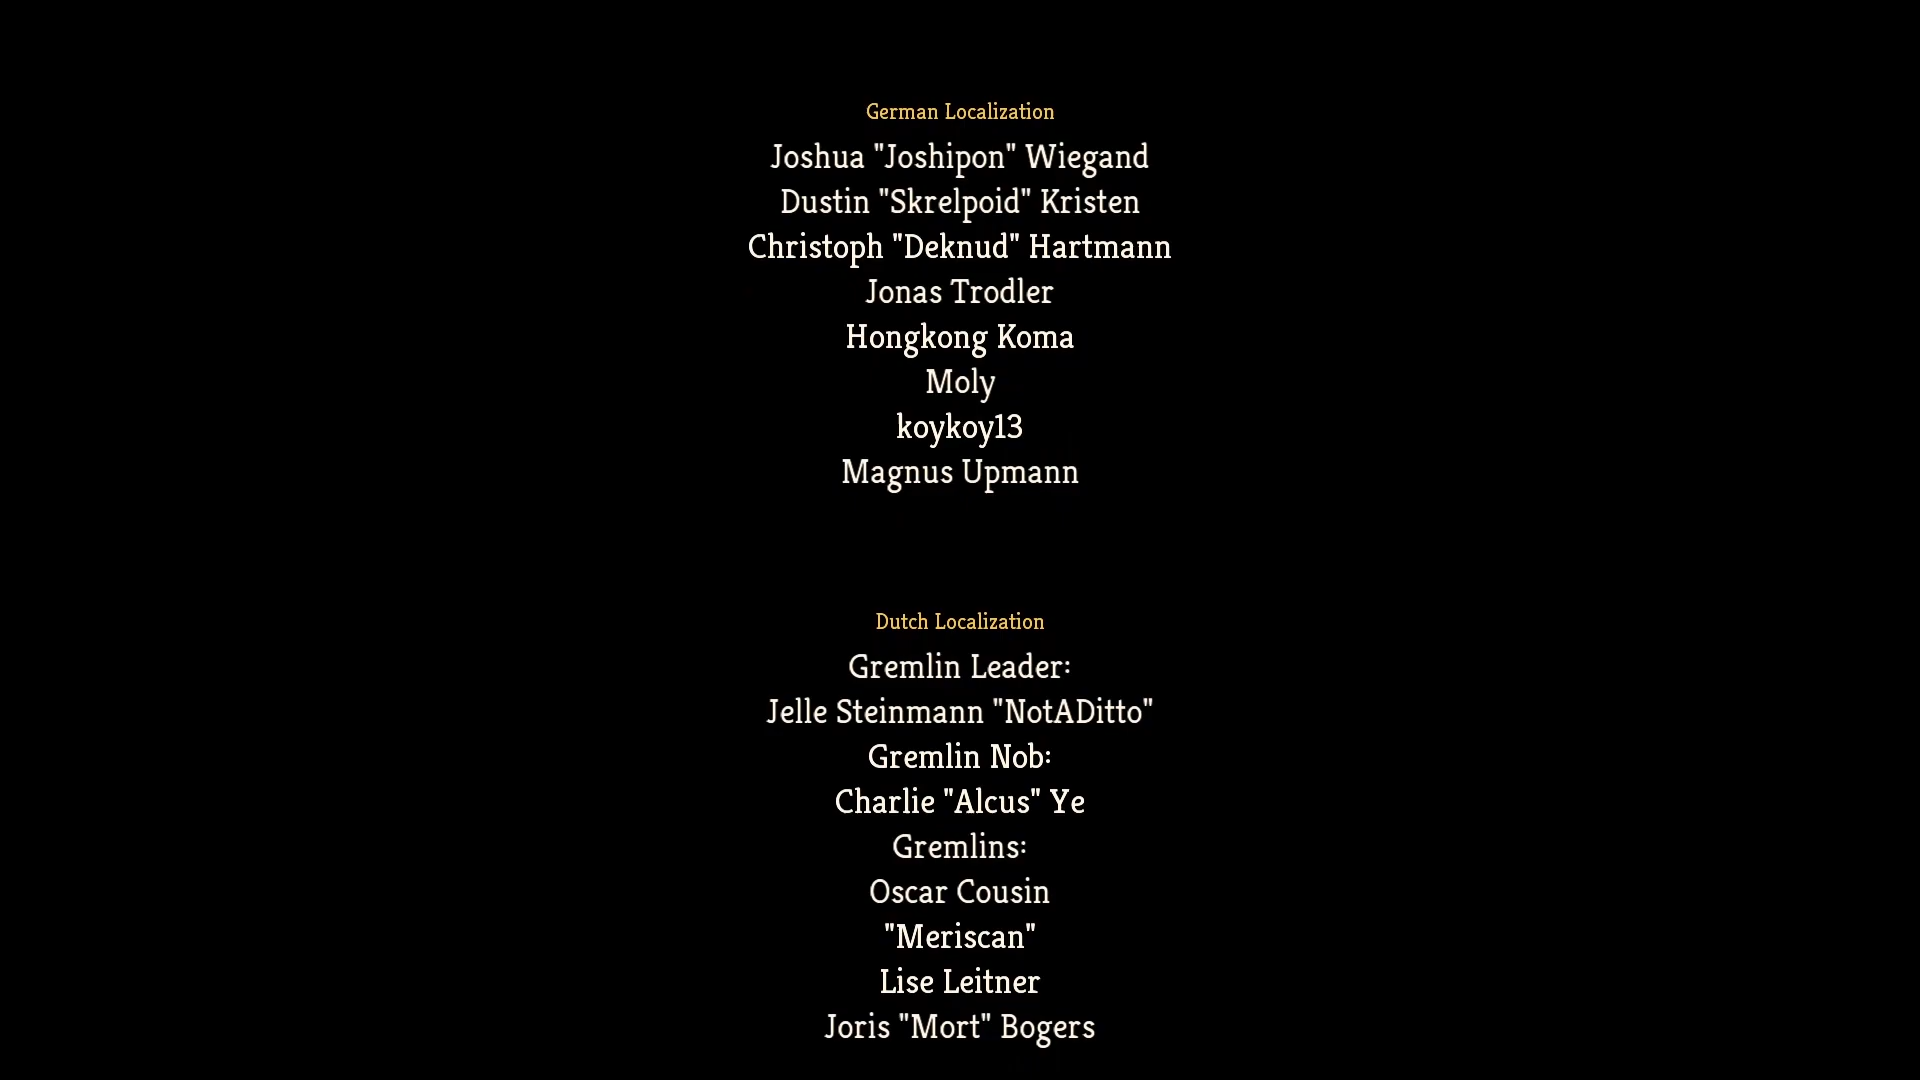 German Localization
Joshua "Joshipon" Wiegand
Dustin "Skrelpoid" Kristen
Christoph "Deknud" Hartmann
Jonas Trodler
Hongkong Koma
Moly
koykoy13
Magnus Upmann
Dutch Localization
Gremlin Leader:
Jelle Steinmann "NotADitto"
Gremlin Nob:
Charlie "Alcus" Ye
Gremlins:
Oscar Cousin
"Meriscan"
Lise Leitner
Joris "Mort" Bogers